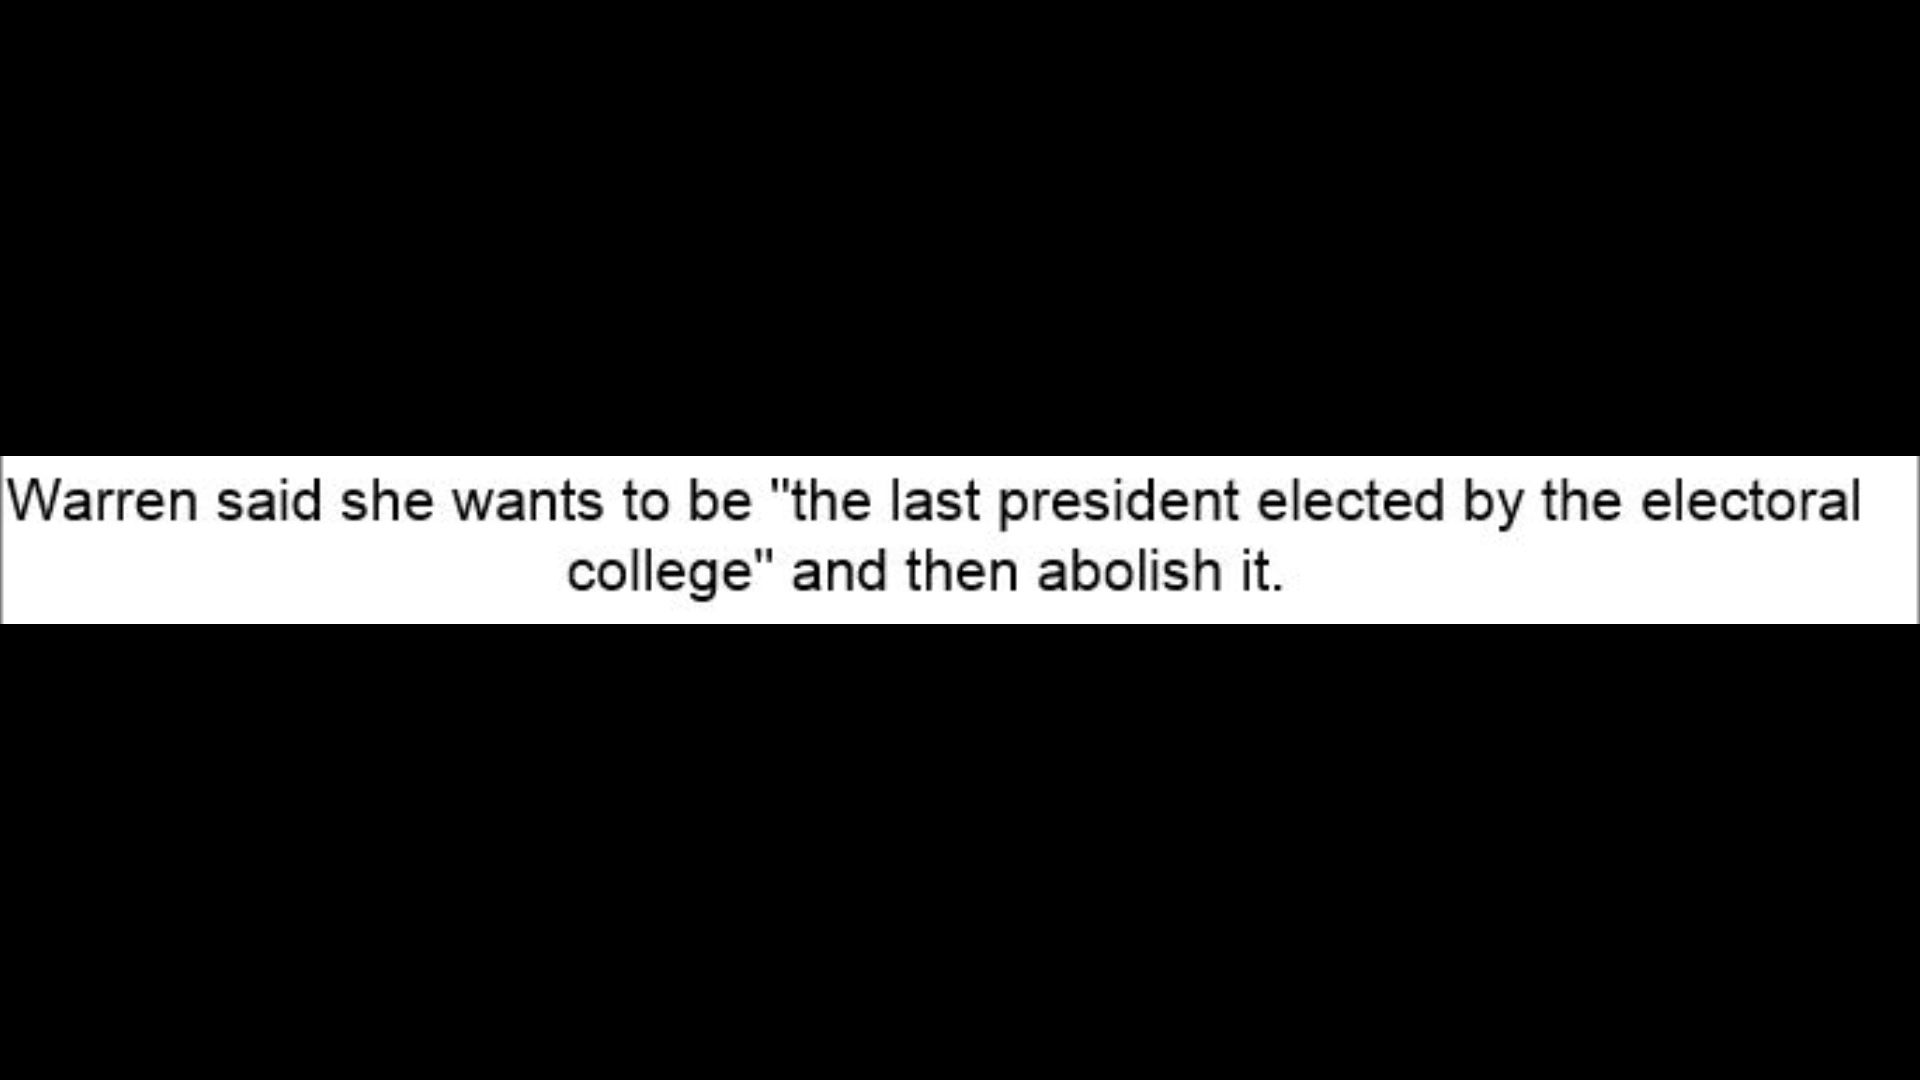 Warren said she wants to be "the last president elected by the electoral
college" and then abolish it.